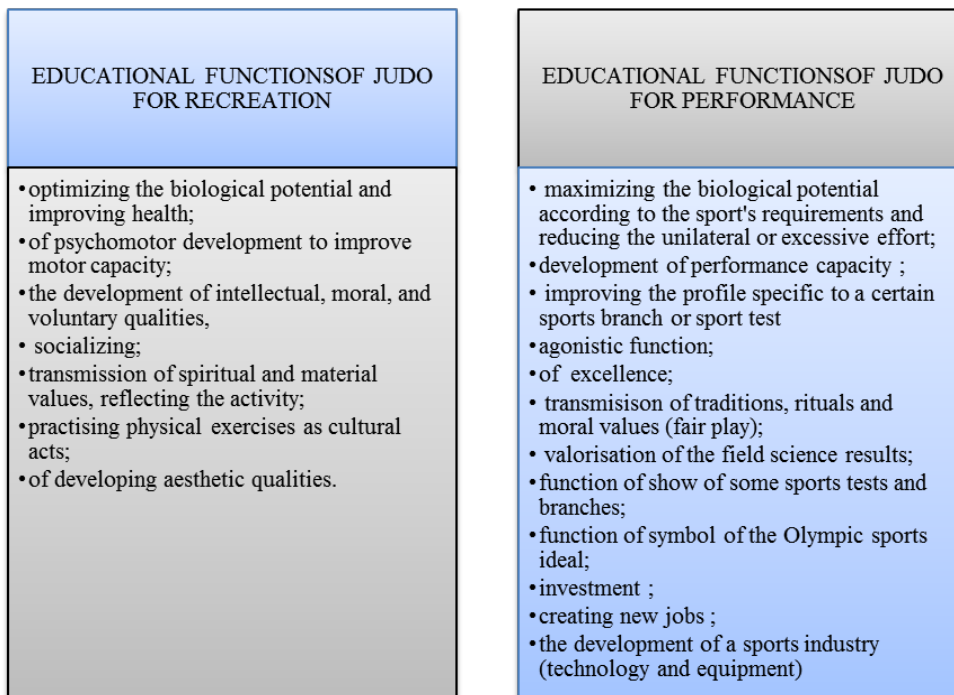 EDUCATIONAL FUNCTIONSOF JUDO
FOR RECREATION
•optimizing the biological potential and
improving health;
•of psychomotor development to improve
motor capacity;
•the development of intellectual, moral, and
voluntary qualities,
• socializing;
•transmission of spiritual and material
values, reflecting the activity;
•practising physical exercises as cultural
acts;
•of developing aesthetic qualities.
EDUCATIONAL FUNCTIONSOF JUDO
FOR PERFORMANCE
• maximizing the biological potential
according to the sport's requirements and
reducing the unilateral or excessive effort;
•development of performance capacity ;
• improving the profile specific to a certain
sports branch or sport test
•agonistic function;
•of excellence;
• transmisison of traditions, rituals and
moral values (fair play);
• valorisation of the field science results;
•function of show of some sports tests and
branches;
•function of symbol of the Olympic sports
ideal;
•investment ;
•creating new jobs ;
•the development of a sports industry
(technology and equipment)